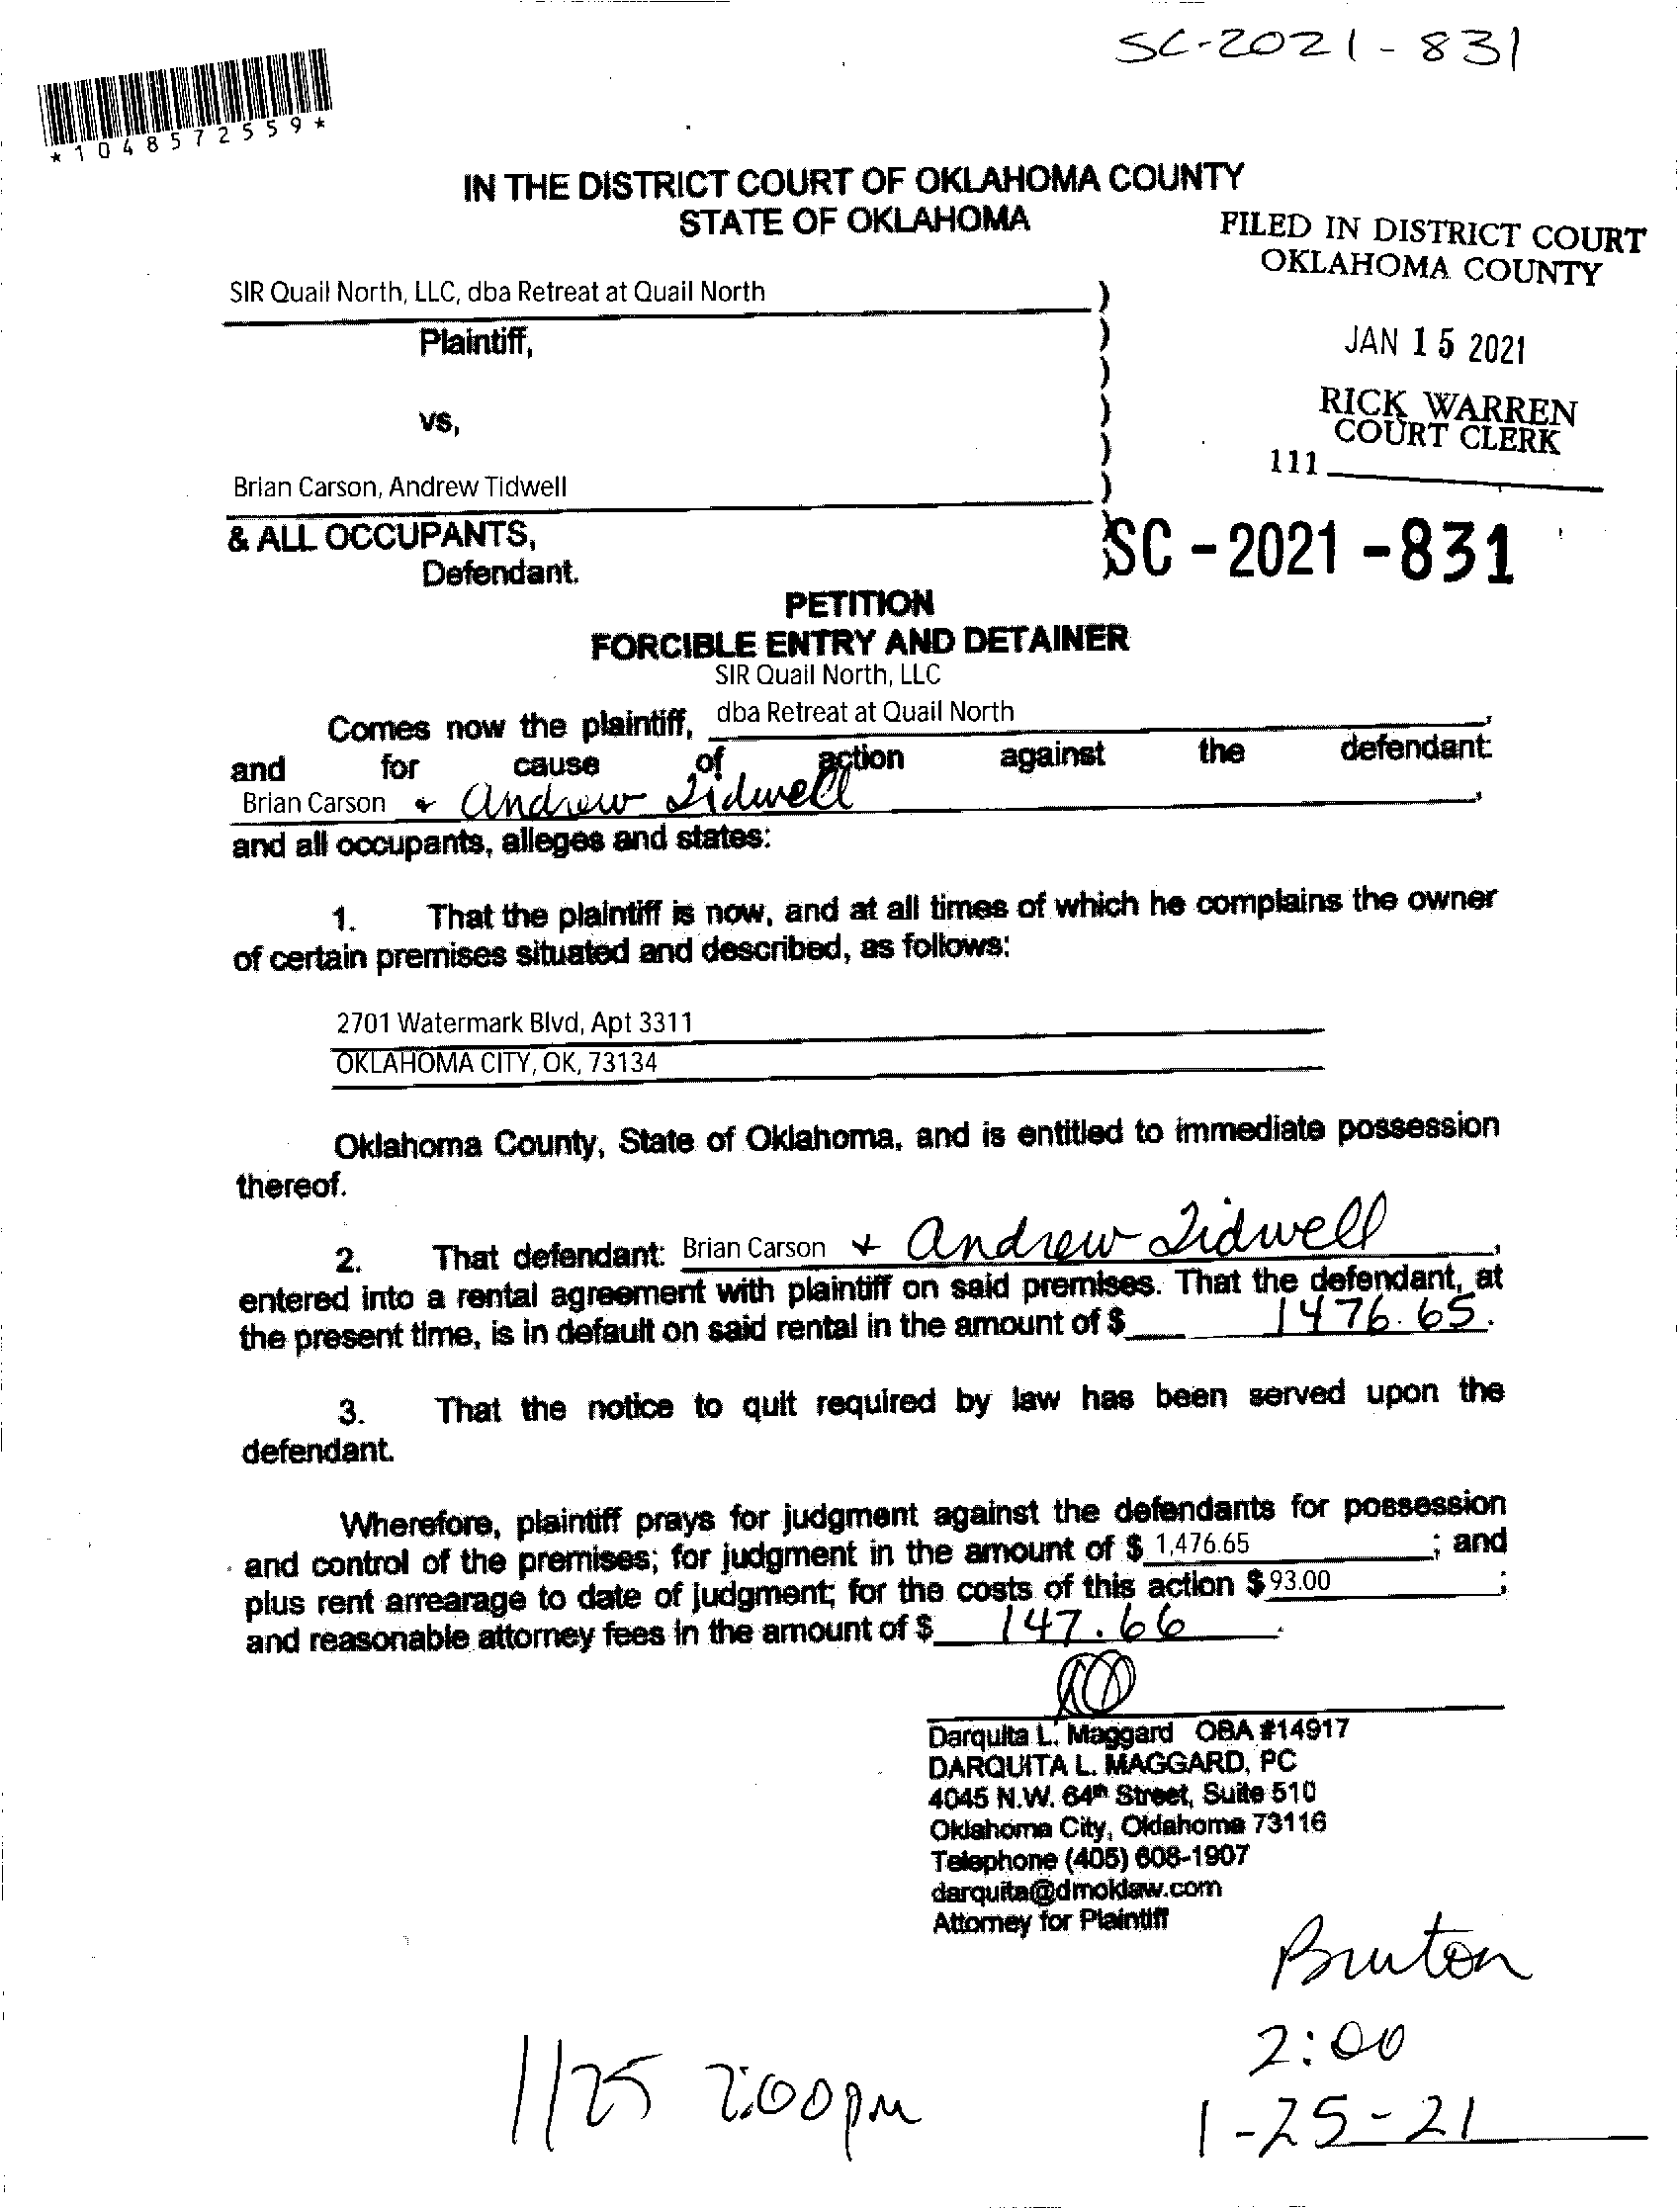 SC-2021-831
*1048572559*
IN THE DISTRICT COURT OF OKLAHOMA COUNTY
STATE OF OKLAHOMA
FILED IN DISTRICT COURT
OKLAHOMA COUNTY
SIR Quail North, LLC, dba Retreat at Quail North )
Plaintiff, )
JAN 15 2021
)
vs, )
RICK WARREN
COURT CLERK
)
111
Brian Carson, Andrew Tidwell )
& ALL OCCUPANTS, )
Defendant. )
SC-2021-831
PETITION
FORCIBLE ENTRY AND DETAINER
SIR Quail North, LLC
Comes now the plaintiff, dba Retreat at Quail North,
and for cause of action against the defendant:
Brian Carson & Andrew Tidwell,
and all occupants, alleges and states:
1. That the plaintiff is now, and at all times of which he complains the owner
of certain premises situated and described, as follows:
2701 Watermark Blvd, Apt 3311
OKLAHOMA CITY, OK, 73134
Oklahoma County, State of Oklahoma, and is entitled to immediate possession
thereof.
2. That defendant: Brian Carson + Andrew Tidwell,
entered into a rental agreement with plaintiff on said premises. That the defendant, at
the present time, is in default on said rental in the amount of $ 1476.65.
3. That the notice to quit required by law has been served upon the
defendant.
Wherefore, plaintiff prays for judgment against the defendants for possession
and control of the premises; for judgment in the amount of $ 1,476.65; and
plus rent arrearage to date of judgment; for the costs of this action $93.00;
and reasonable attorney fees in the amount of $ 147.66.
Darquita L. Maggard OBA #14917
DARQUITA L. MAGGARD, PC
4045 N.W. 64th Street, Suite 510
Oklahoma City, Oklahoma 73116
Telephone (405) 608-1907
darquita@dmoklaw.com
Attorney for Plaintiff
Bruton
2:00
1/25 2:00pm
1-25-21